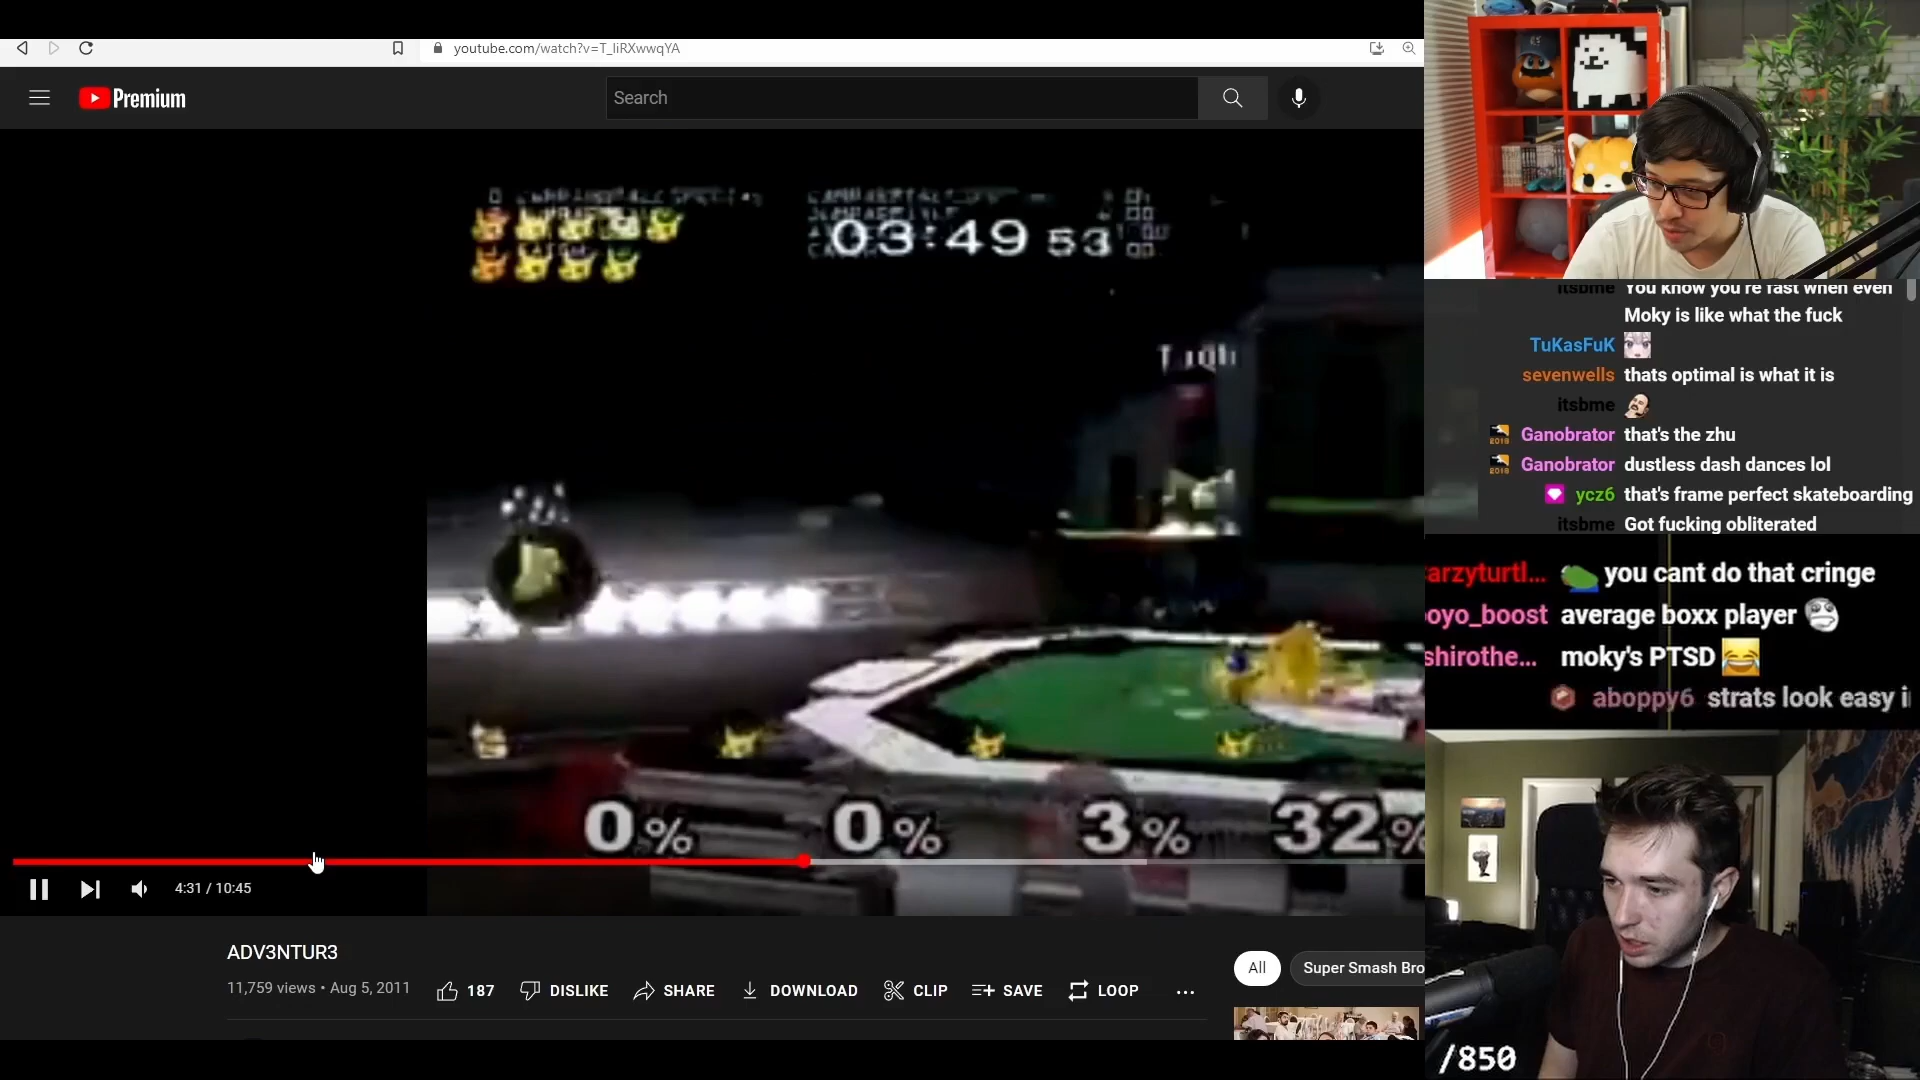 youtube.com/watch?v=T_liRXwwqYA
Premium
Search
03:49 53
0% 0% 3% 32%
4:31 / 10:45
ADV3NTUR3
11,759 views • Aug 5, 2011
187 DISLIKE SHARE DOWNLOAD CLIP SAVE LOOP
All Super Smash Bro
itsbme You know you're fast when even
Moky is like what the fuck
TuKasFuK
sevenwells thats optimal is what it is
itsbme
Ganobrator that's the zhu
Ganobrator dustless dash dances lol
ycz6 that's frame perfect skateboarding
itsbme Got fucking obliterated
arzyturtl... you cant do that cringe
oyo_boost average boxx player
shirothe... moky's PTSD
aboppy6 strats look easy i
/850